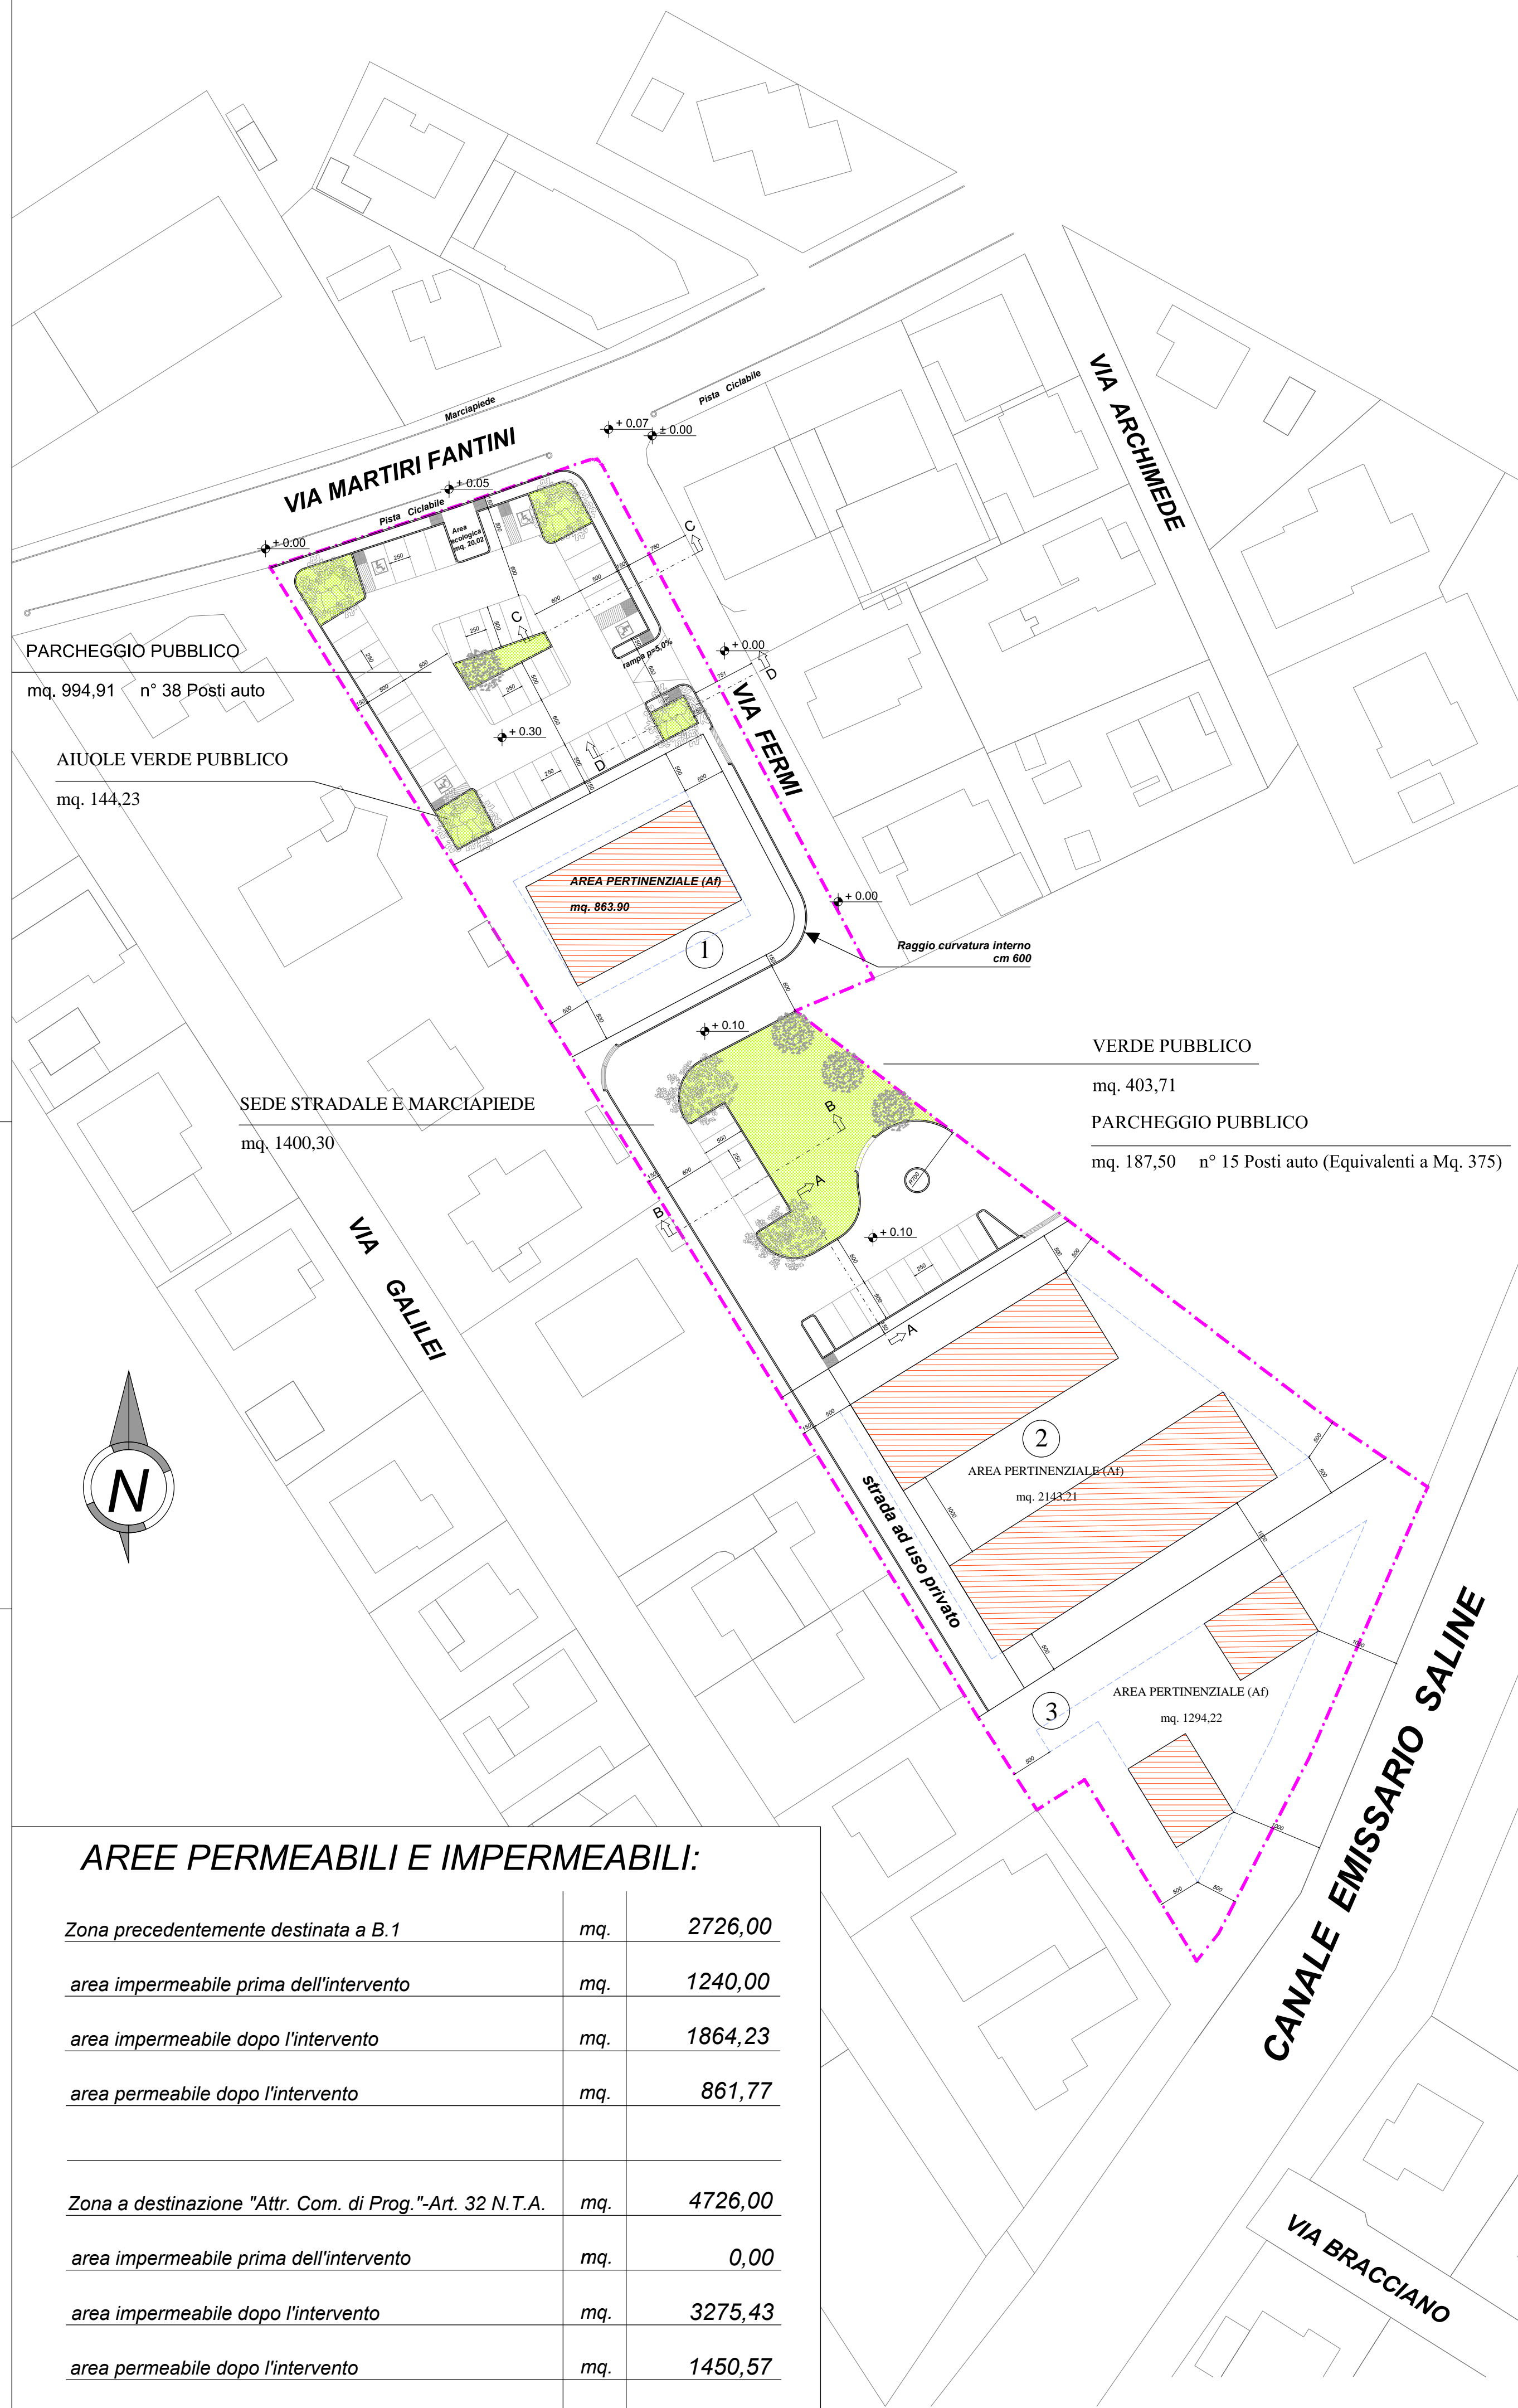 Marciapiede
VIA MARTIRI FANTINI
Pista Ciclabile
Pista Ciclabile
VIA ARCHIMEDE
+ 0.07
± 0.00
+ 0.05
+ 0.00
Area
ecologica
mq. 20,02
C
C
rampa p=5,0%
+ 0.00
D
D
+ 0.30
VIA FERMI
PARCHEGGIO PUBBLICO
mq. 994,91 n° 38 Posti auto
AIUOLE VERDE PUBBLICO
mq. 144,23
AREA PERTINENZIALE (Af)
mq. 863.90
1
+ 0.00
Raggio curvatura interno
cm 600
+ 0.10
VERDE PUBBLICO
mq. 403,71
PARCHEGGIO PUBBLICO
mq. 187,50 n° 15 Posti auto (Equivalenti a Mq. 375)
SEDE STRADALE E MARCIAPIEDE
mq. 1400,30
B
B
A
A
R700
+ 0.10
VIA GALILEI
N
2
AREA PERTINENZIALE (Af)
mq. 2143,21
strada ad uso privato
3
AREA PERTINENZIALE (Af)
mq. 1294,22
CANALE EMISSARIO SALINE
VIA BRACCIANO
AREE PERMEABILI E IMPERMEABILI:
Zona precedentemente destinata a B.1 mq. 2726,00
area impermeabile prima dell'intervento mq. 1240,00
area impermeabile dopo l'intervento mq. 1864,23
area permeabile dopo l'intervento mq. 861,77
Zona a destinazione "Attr. Com. di Prog."-Art. 32 N.T.A. mq. 4726,00
area impermeabile prima dell'intervento mq. 0,00
area impermeabile dopo l'intervento mq. 3275,43
area permeabile dopo l'intervento mq. 1450,57